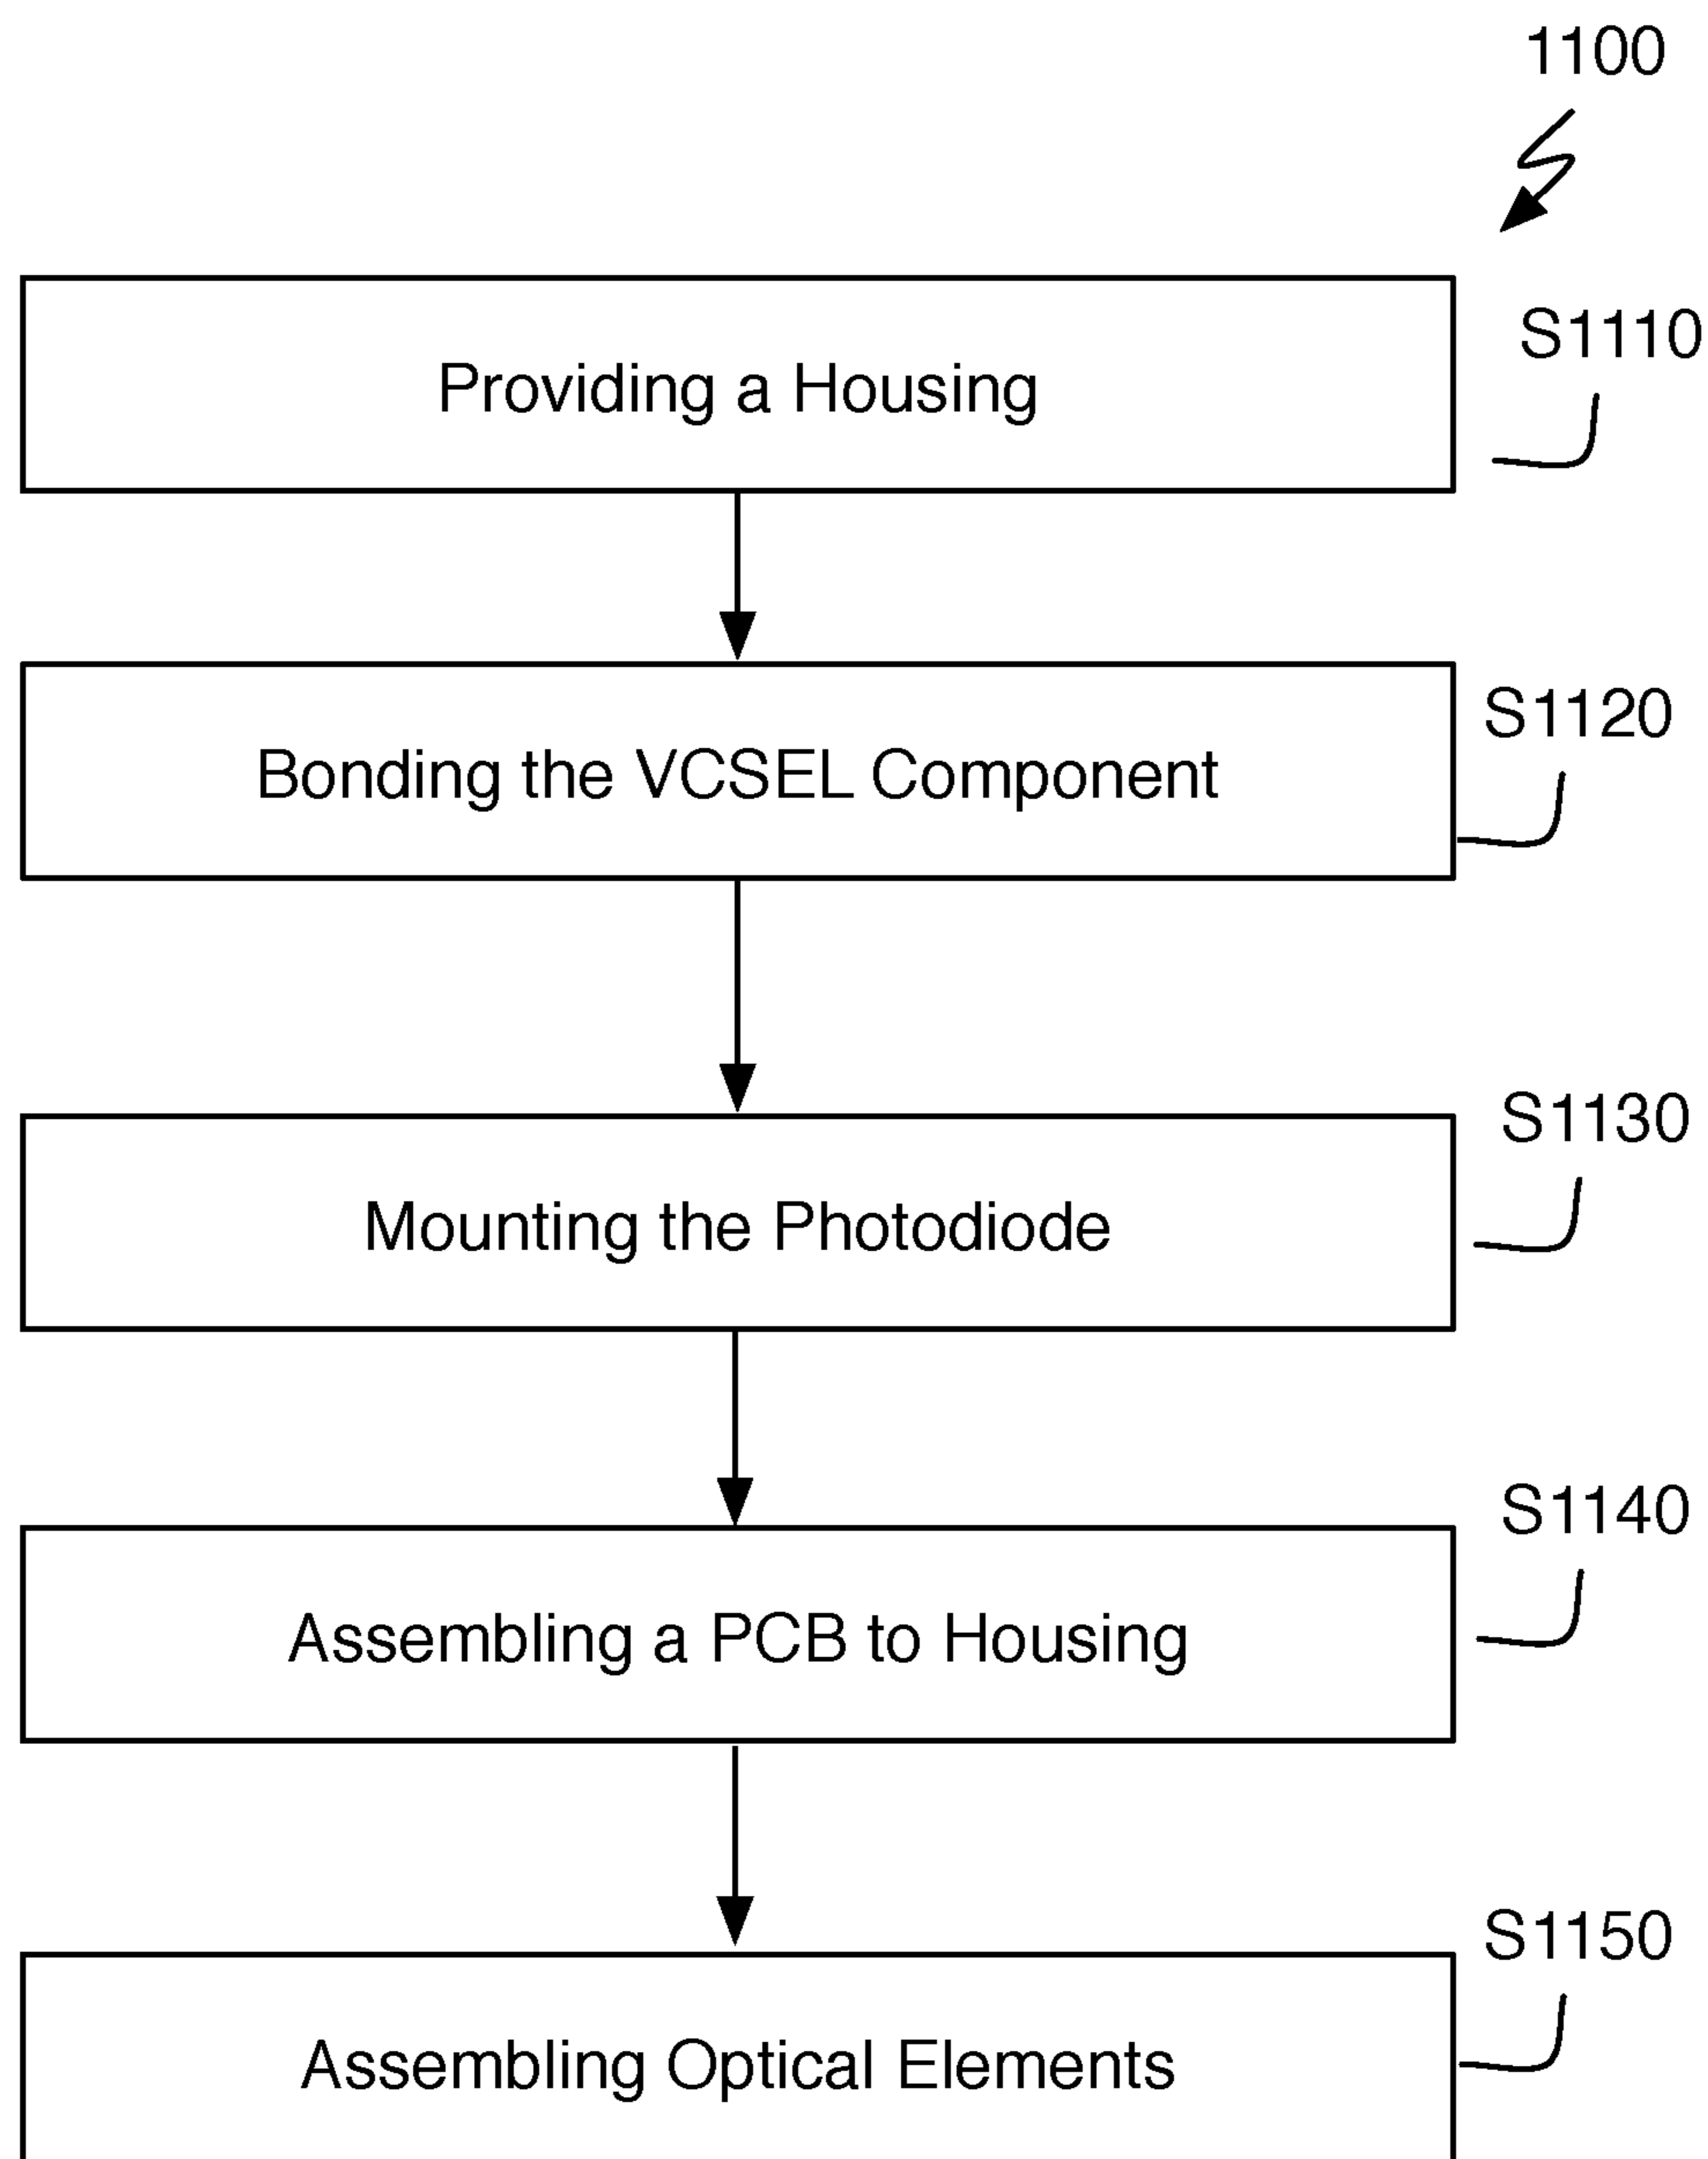 1100
S1110
Providing a Housing
S1120
Bonding the VCSEL Component
S1130
Mounting the Photodiode
S1140
Assembling a PCB to Housing
S1150
Assembling Optical Elements